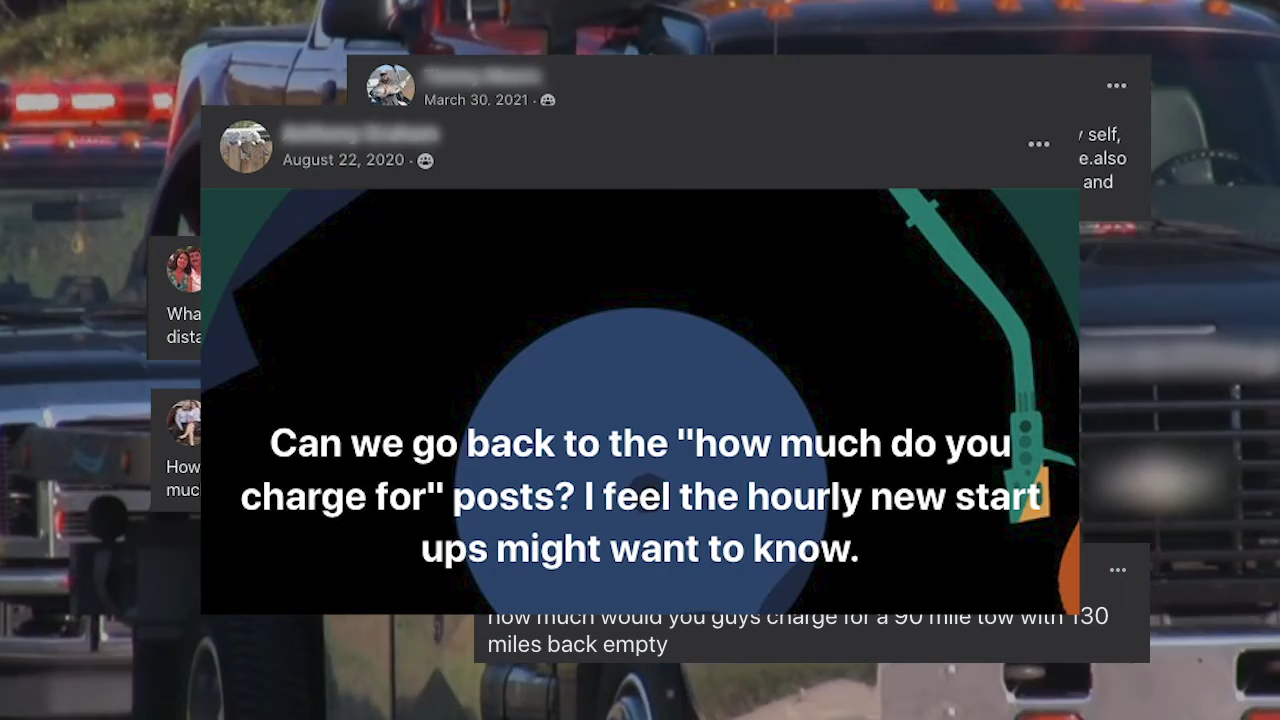 March 30, 2021
self,
e.also
and
August 22, 2020
Wha
dista
How
muc
Can we go back to the "how much do you
charge for" posts? I feel the hourly new start
ups might want to know.
how much would you guys charge for a 90 mile tow with 130
miles back empty